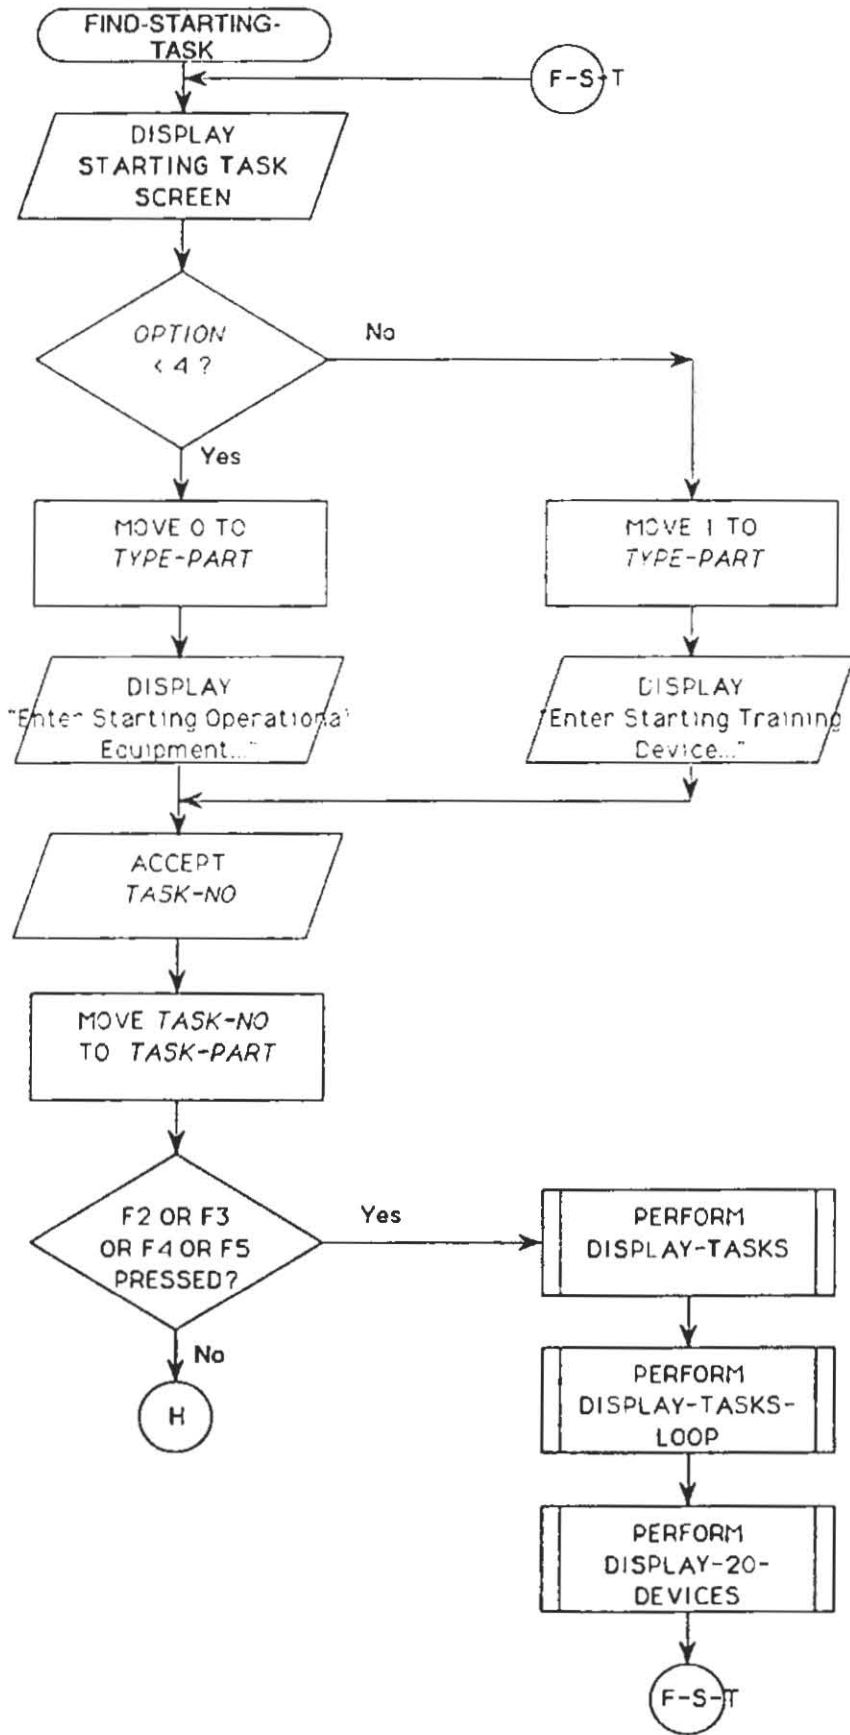 FIND-STARTING-
TASK
F-S-T
DISPLAY
STARTING TASK
SCREEN
OPTION
< 4 ?
No
Yes
MOVE 0 TO
TYPE-PART
MOVE 1 TO
TYPE-PART
DISPLAY
"Enter Starting Operational
Equipment..."
DISPLAY
"Enter Starting Training
Device..."
ACCEPT
TASK-NO
MOVE TASK-NO
TO TASK-PART
F2 OR F3
OR F4 OR F5
PRESSED?
Yes
No
H
PERFORM
DISPLAY-TASKS
PERFORM
DISPLAY-TASKS-
LOOP
PERFORM
DISPLAY-20-
DEVICES
F-S-T